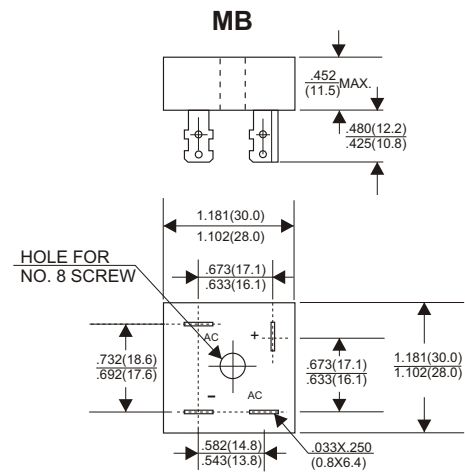 MB
.452
(11.5)
MAX.
.480(12.2)
.425(10.8)
1.181(30.0)
1.102(28.0)
HOLE FOR
NO. 8 SCREW
.673(17.1)
.633(16.1)
AC
+
.732(18.6)
.692(17.6)
.673(17.1)
.633(16.1)
1.181(30.0)
1.102(28.0)
-
AC
.582(14.8)
.543(13.8)
.033X.250
(0.8X6.4)